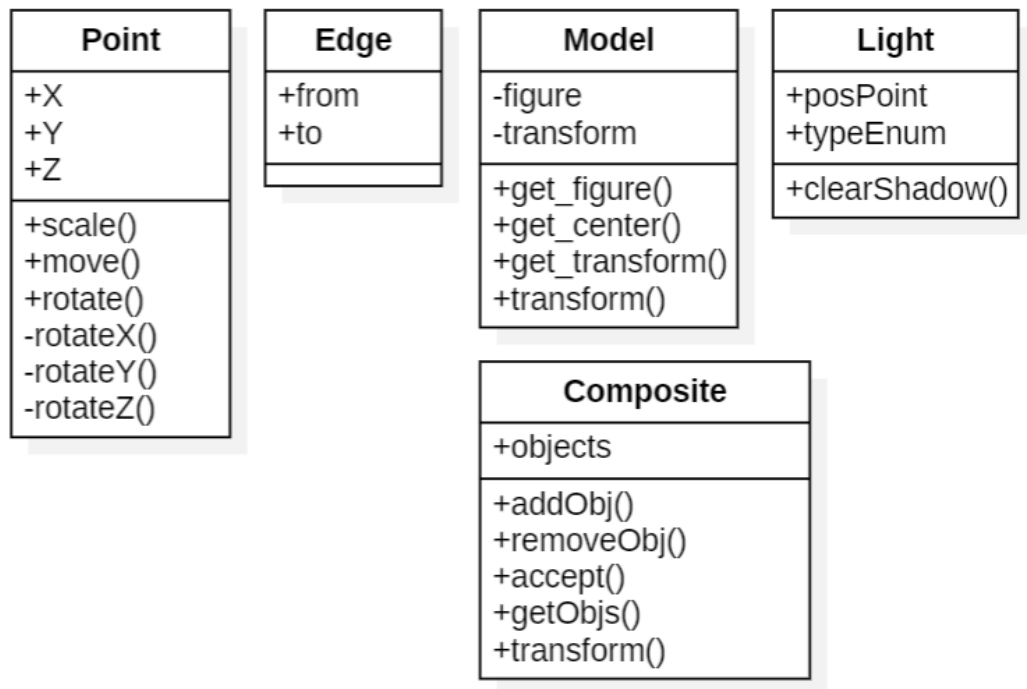 Point
+X
+Y
+Z
+scale()
+move()
+rotate()
-rotateX()
-rotateY()
-rotateZ()
Edge
+from
+to
Model
-figure
-transform
+get_figure()
+get_center()
+get_transform()
+transform()
Light
+posPoint
+typeEnum
+clearShadow()
Composite
+objects
+addObj()
+removeObj()
+accept()
+getObjs()
+transform()